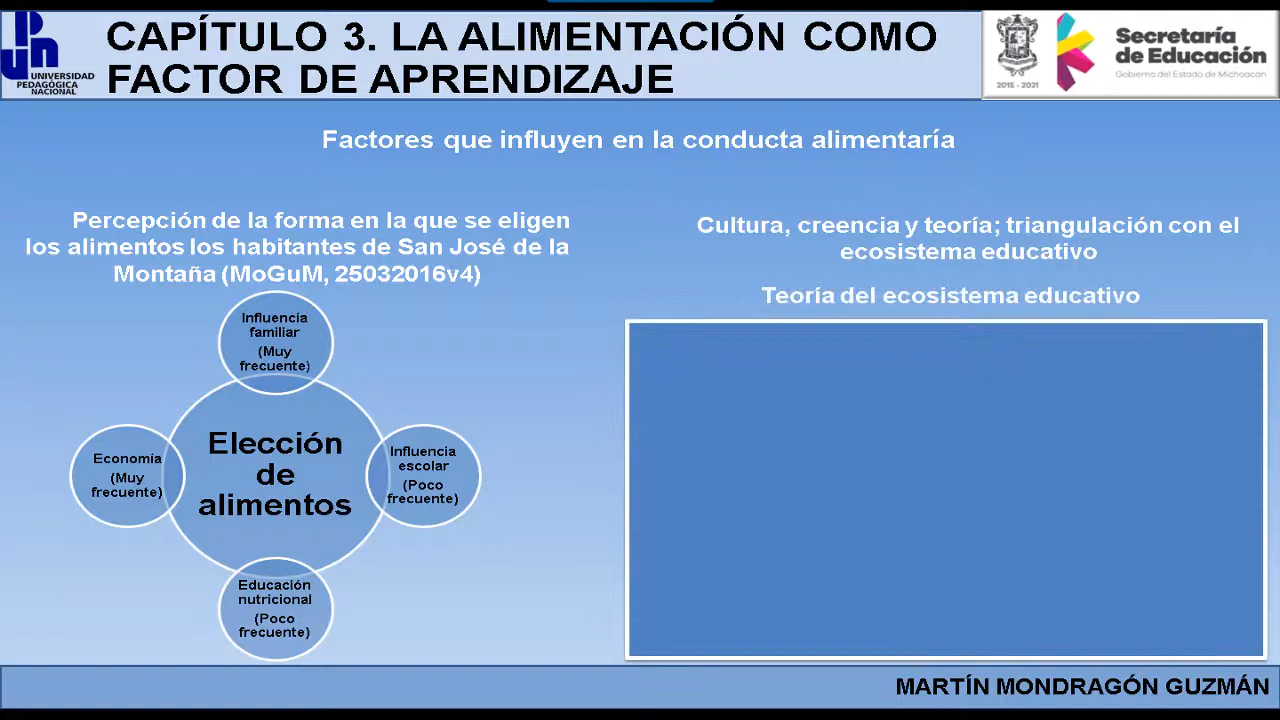 UNIVERSIDAD
PEDAGÓGICA
NACIONAL
CAPÍTULO 3. LA ALIMENTACIÓN COMO
FACTOR DE APRENDIZAJE
2015 - 2021
Secretaría
de Educación
Gobierno del Estado de Michoacán
Factores que influyen en la conducta alimentaría
Percepción de la forma en la que se eligen
los alimentos los habitantes de San José de la
Montaña (MoGuM, 25032016v4)
Influencia
familiar
(Muy
frecuente)
Economía
(Muy
frecuente)
Elección
de
alimentos
Influencia
escolar
(Poco
frecuente)
Educación
nutricional
(Poco
frecuente)
Cultura, creencia y teoría; triangulación con el
ecosistema educativo
Teoría del ecosistema educativo
MARTÍN MONDRAGÓN GUZMÁN